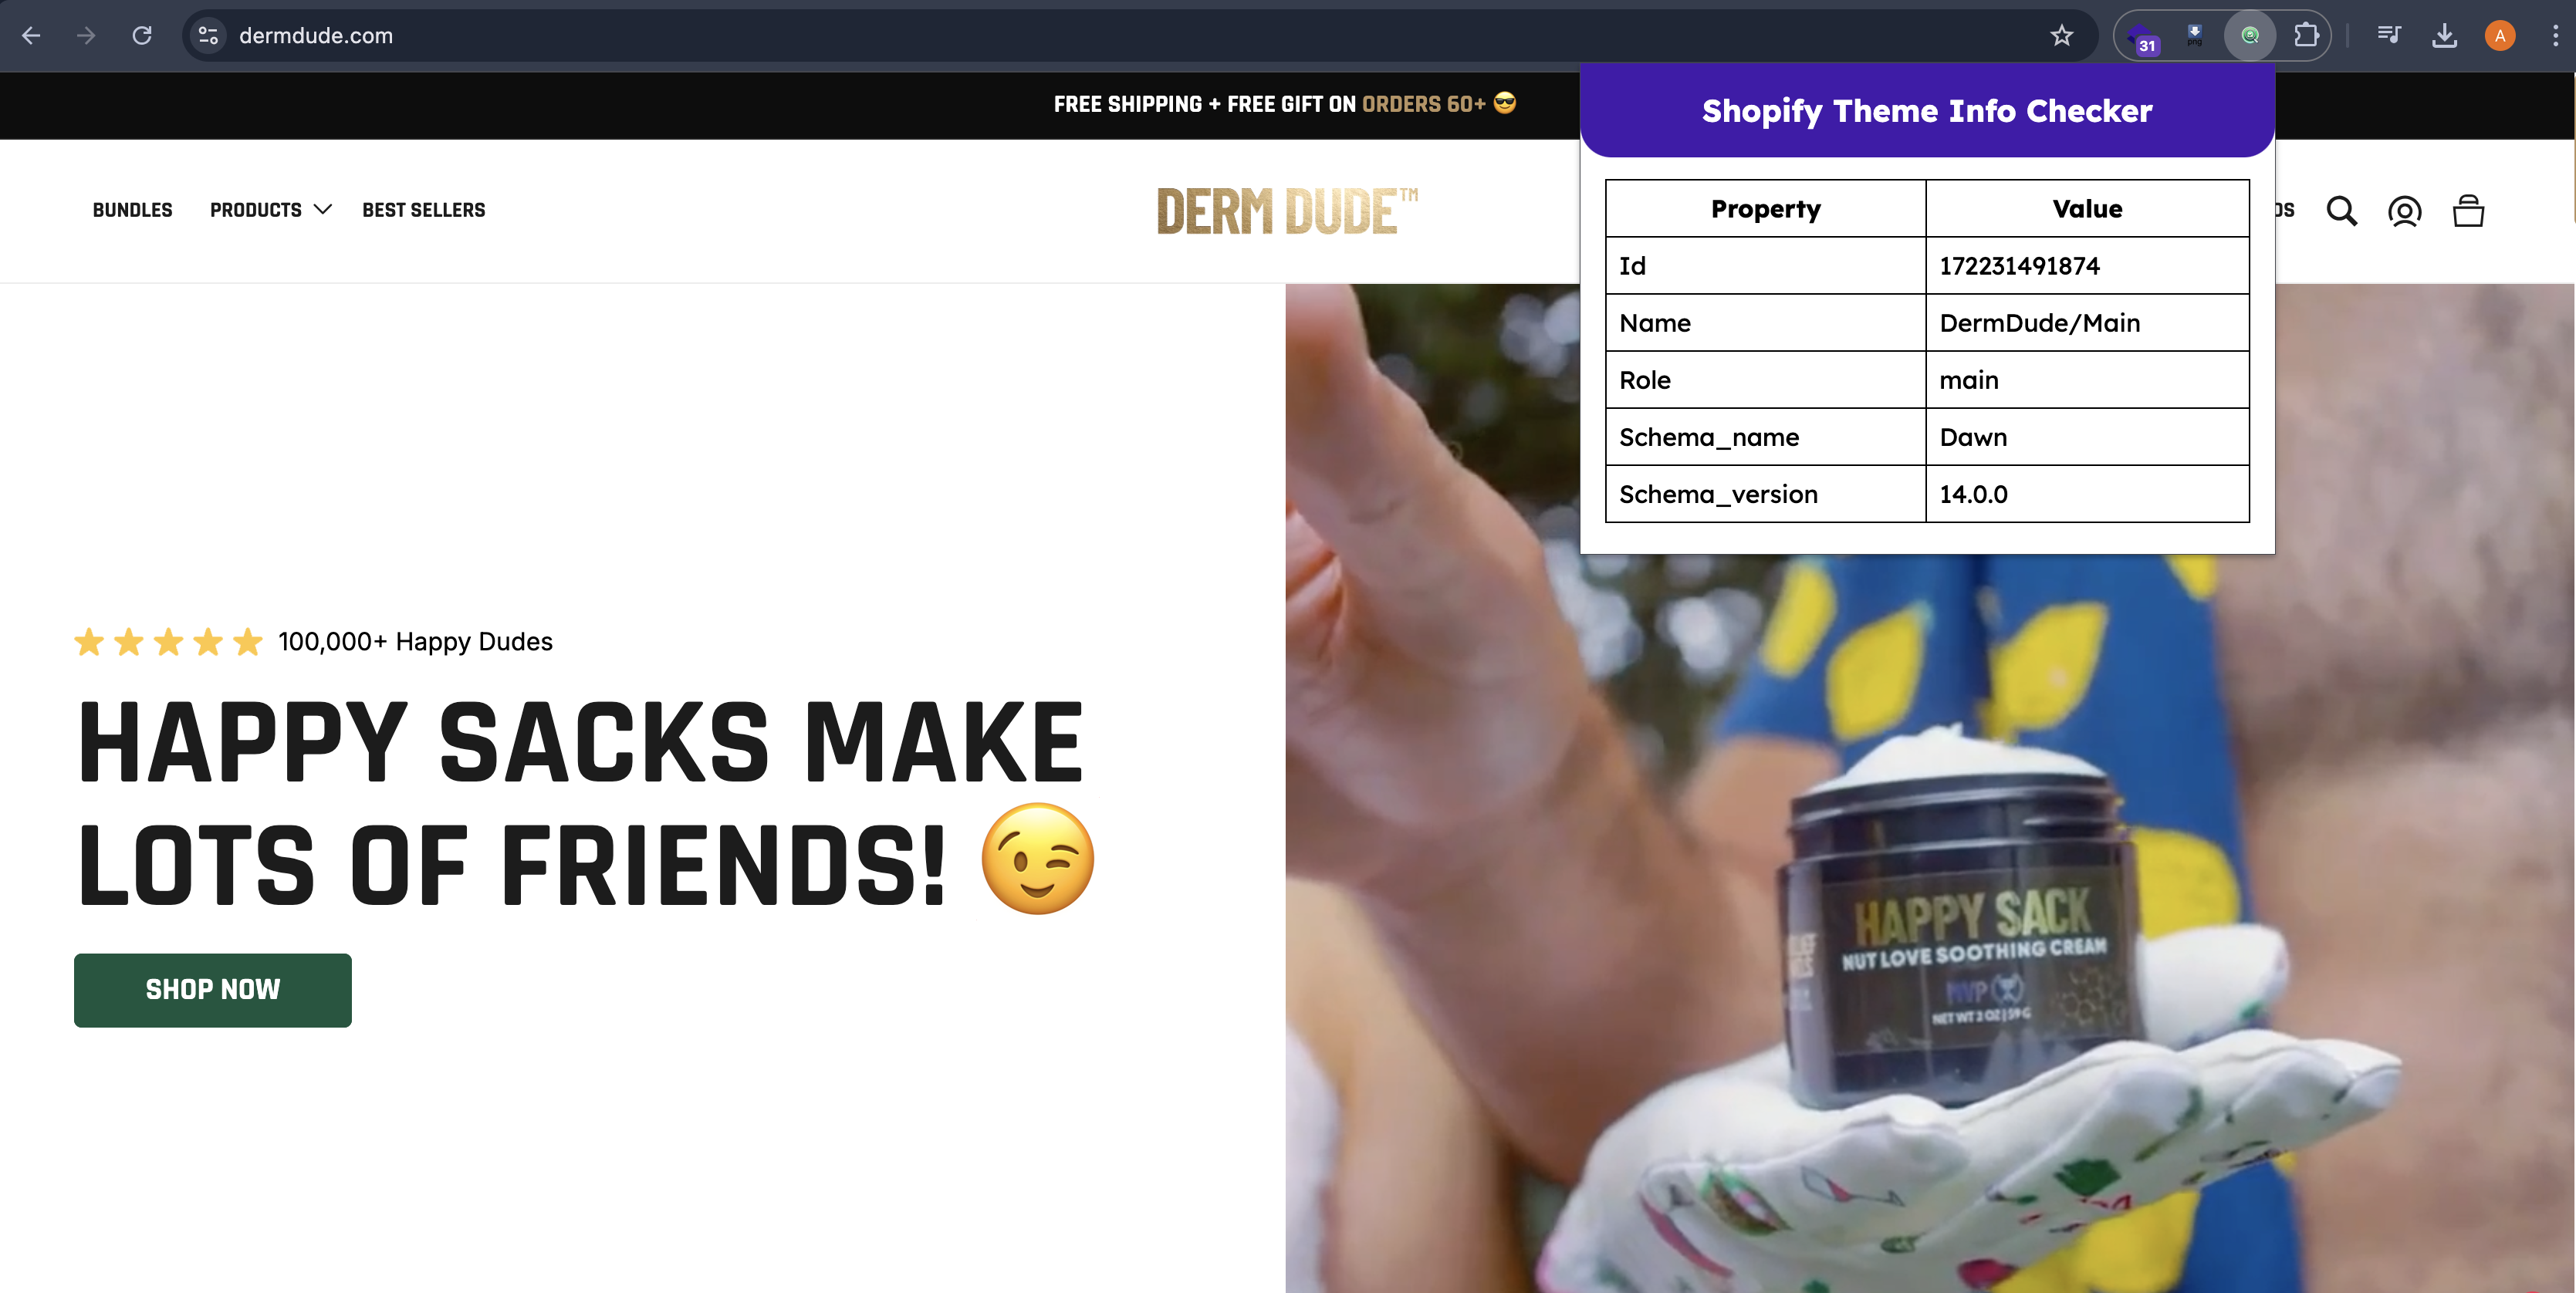 dermdude.com
31
png
A
FREE SHIPPING + FREE GIFT ON ORDERS 60+ 😎
Shopify Theme Info Checker
BUNDLES
PRODUCTS
BEST SELLERS
DERM DUDE™
Property Value
Id 172231491874
Name DermDude/Main
Role main
Schema_name Dawn
Schema_version 14.0.0
100,000+ Happy Dudes
HAPPY SACKS MAKE
LOTS OF FRIENDS! 😉
SHOP NOW
HAPPY SACK
NUT LOVE SOOTHING CREAM
MVP
NET WT 2 OZ | 59 G